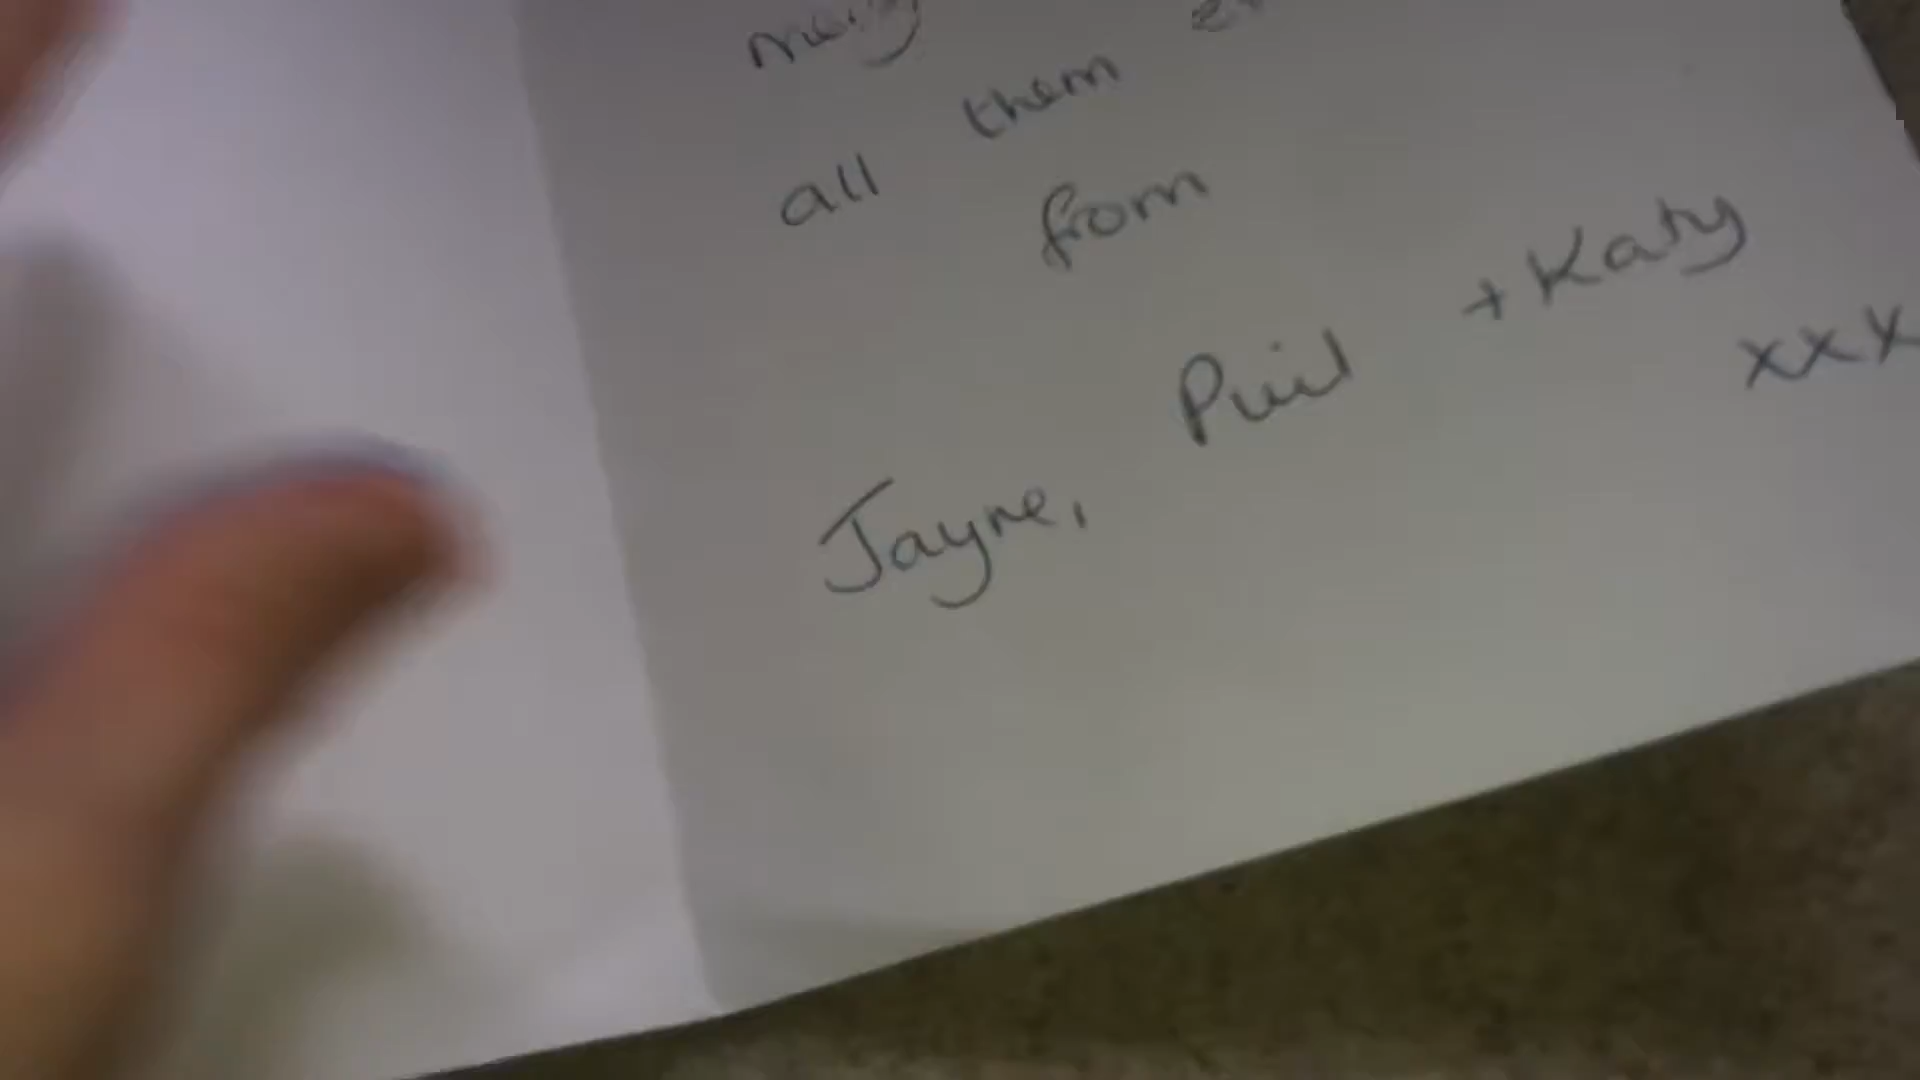 all them
from
Jayne, Phil + Katy
xxx